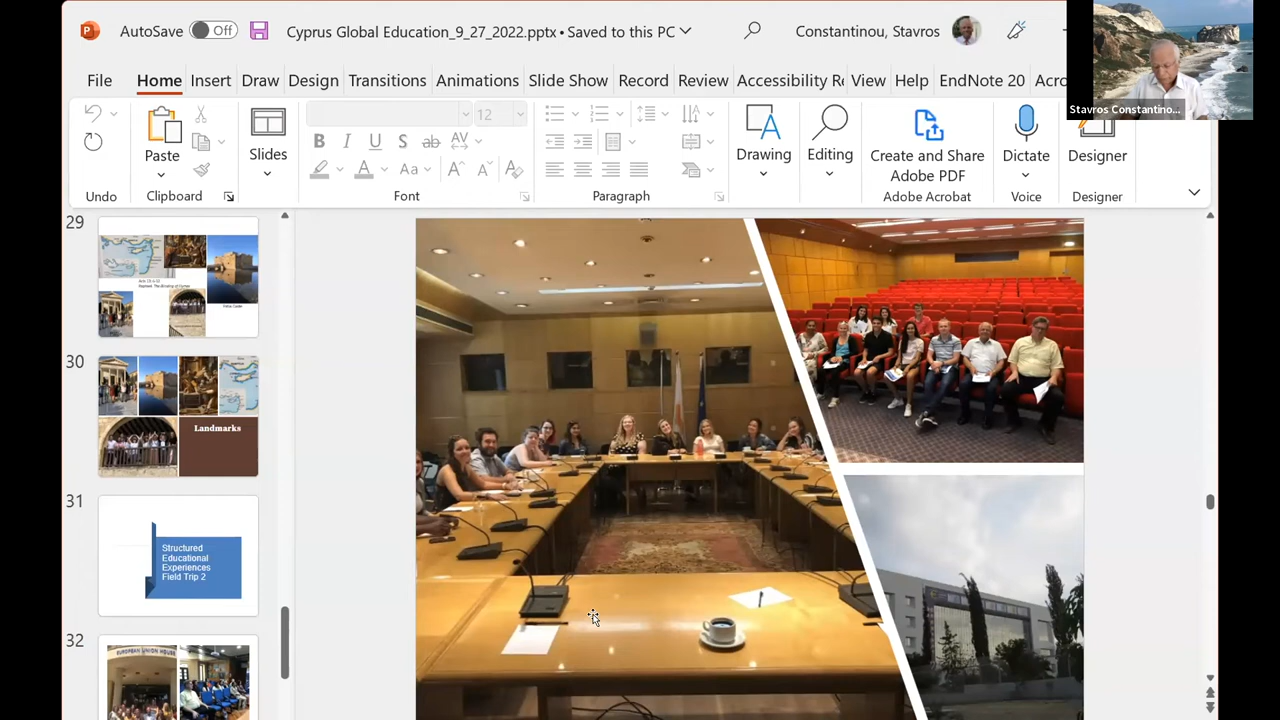 AutoSave Off Cyprus Global Education_9_27_2022.pptx • Saved to this PC Constantinou, Stavros
File Home Insert Draw Design Transitions Animations Slide Show Record Review Accessibility Re View Help EndNote 20 Acro
Stavros Constantino...
12
Paste Slides Drawing Editing Create and Share Adobe PDF Dictate Designer
Undo Clipboard Font Paragraph Adobe Acrobat Voice Designer
29
30
Landmarks
31
Structured
Educational
Experiences
Field Trip 2
32
EUROPEAN UNION HOUSE